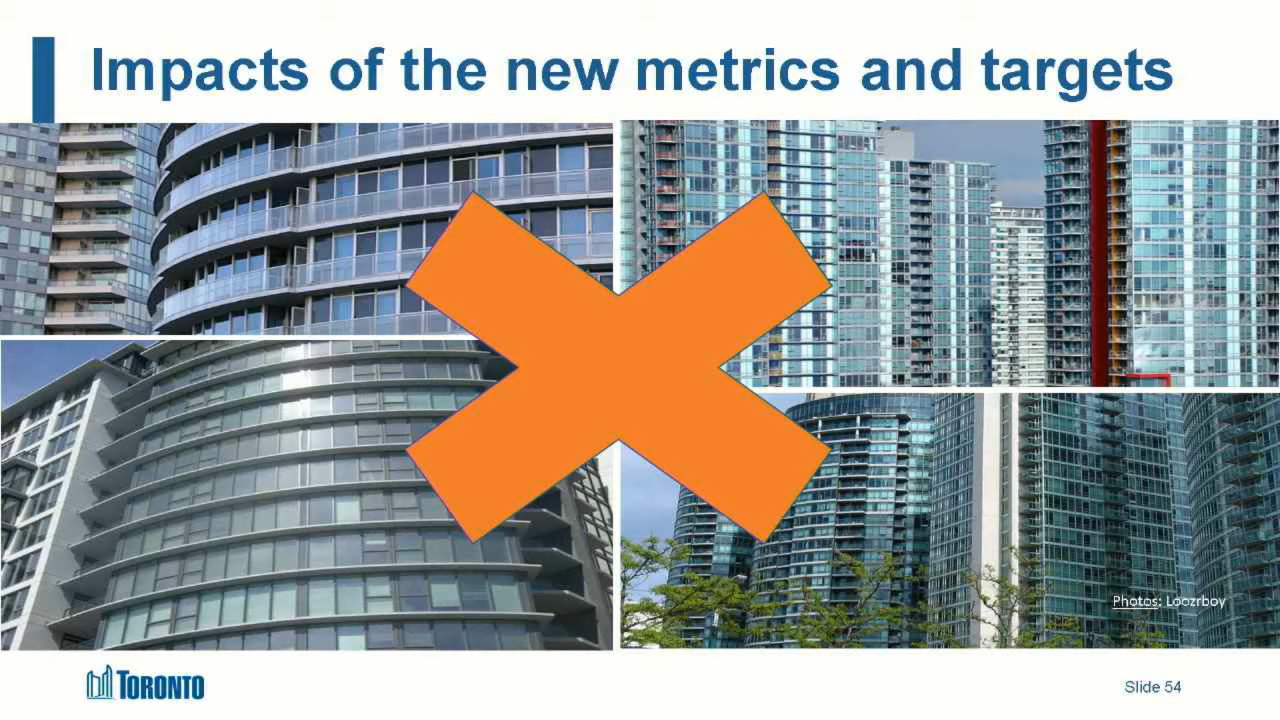 Impacts of the new metrics and targets
Photos: Loozrboy
TORONTO
Slide 54